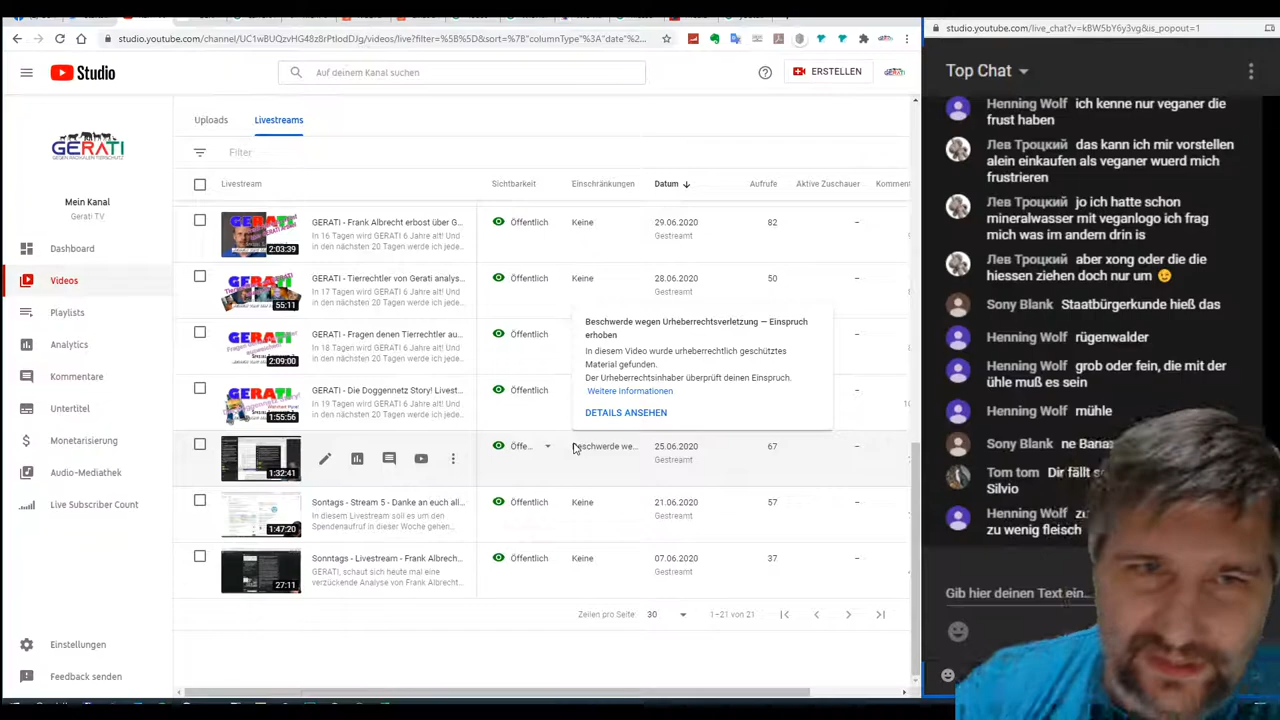 studio.youtube.com/channel/UC1wBUQzvHG48z8rPtlodDJg/videos/live?filter=%5B%5D&sort=%7B"columnType"%3A"date"%2...
Studio
Auf deinem Kanal suchen
ERSTELLEN
GERATI
GEGEN RADIKALEN TIERSCHUTZ
Mein Kanal
Gerati TV
Dashboard
Videos
Playlists
Analytics
Kommentare
Untertitel
Monetarisierung
Audio-Mediathek
Live Subscriber Count
Einstellungen
Feedback senden
Uploads
Livestreams
Filter
Livestream
Sichtbarkeit
Einschränkungen
Datum
Aufrufe
Aktive Zuschauer
Komment
2:03:39
GERATI - Frank Albrecht erbost über G...
In 16 Tagen wird GERATI 6 Jahre alt! Und
in den nächsten 20 Tagen werde ich jede...
Öffentlich
Keine
29.06.2020
Gestreamt
82
–
55:11
GERATI - Tierrechtler von Gerati analys...
In 17 Tagen wird GERATI 6 Jahre alt! Und
in den nächsten 20 Tagen werde ich jede...
Öffentlich
Keine
28.06.2020
Gestreamt
50
–
2:09:00
GERATI - Fragen denen Tierrechtler au...
In 18 Tagen wird GERATI 6 Jahre alt! Und
in den nächsten 20 Tagen werde ich jede...
Öffentlich
1:55:56
GERATI - Die Doggennetz Story! Livest...
In 19 Tagen wird GERATI 6 Jahre alt! Und
in den nächsten 20 Tagen werde ich jede...
Öffentlich
Beschwerde wegen Urheberrechtsverletzung — Einspruch
erhoben
In diesem Video wurde urheberrechtlich geschütztes
Material gefunden.
Der Urheberrechtsinhaber überprüft deinen Einspruch.
Weitere Informationen
DETAILS ANSEHEN
1:32:41
Öffe...
Beschwerde we...
25.06.2020
Gestreamt
67
–
1:47:20
Sontags - Stream 5 - Danke an euch all...
In diesem Livestream soll es um den
Spendenaufruf in dieser Woche gehen...
Öffentlich
Keine
21.06.2020
Gestreamt
57
–
27:11
Sonntags - Livestream - Frank Albrech...
GERATI, schaut sich heute mal eine
verzückende Analyse von Frank Albrech...
Öffentlich
Keine
07.06.2020
Gestreamt
37
–
Zeilen pro Seite:
30
1–21 von 21
studio.youtube.com/live_chat?v=kBW5bY6y3vg&is_popout=1
Top Chat
Henning Wolf ich kenne nur veganer die
frust haben
Лев Троцкий das kann ich mir vorstellen
alein einkaufen als veganer wuerd mich
frustrieren
Лев Троцкий jo ich hatte schon
mineralwasser mit veganlogo ich frag
mich was im andern drin is
Лев Троцкий aber xong oder die die
hiessen ziehen doch nur um 😉
Sony Blank Staatbürgerkunde hieß das
Henning Wolf rügenwalder
Henning Wolf grob oder fein, die mit der
ühle muß es sein
Henning Wolf mühle
Sony Blank ne Bana
Tom tom Dir fällt s
Silvio
Henning Wolf zu
zu wenig fleisch
Gib hier deinen Text ein...